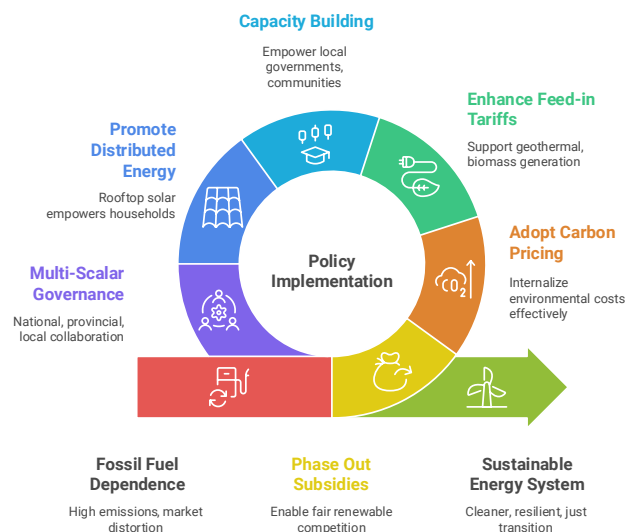 Capacity Building
Empower local
governments,
communities
Enhance Feed-in
Tariffs
Support geothermal,
biomass generation
Promote
Distributed
Energy
Rooftop solar
empowers households
Adopt Carbon
Pricing
Internalize
environmental costs
effectively
CO2
Policy
Implementation
Multi-Scalar
Governance
National, provincial,
local collaboration
Fossil Fuel
Dependence
High emissions, market
distortion
Phase Out
Subsidies
Enable fair renewable
competition
Sustainable
Energy System
Cleaner, resilient, just
transition